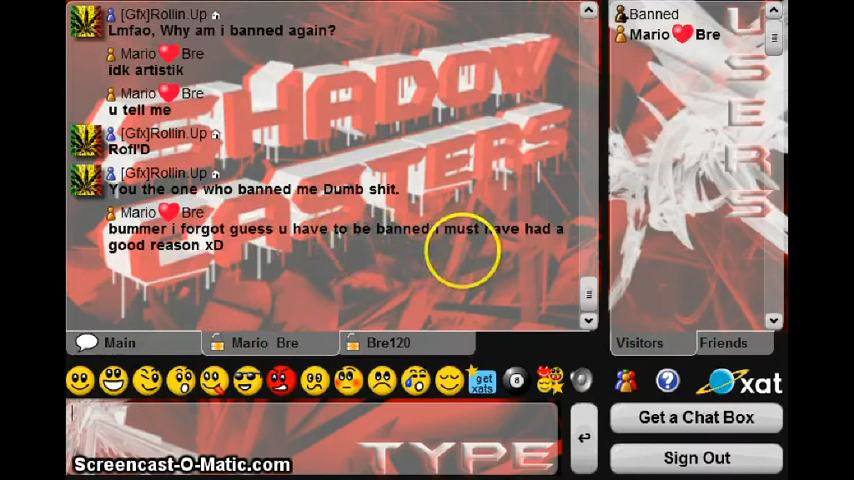 [Gfx]Rollin.Up
Lmfao, Why am i banned again?
Mario Bre
idk artistik
Mario Bre
u tell me
[Gfx]Rollin.Up
Rofl'D
[Gfx]Rollin.Up
You the one who banned me Dumb shit.
Mario Bre
bummer i forgot guess u have to be banned i must have had a
good reason xD
SHADOW
CASTERS
Banned
Mario Bre
USERS
Main
Mario Bre
Bre120
Visitors
Friends
get
xats
8
?
xat
TYPE
Get a Chat Box
Sign Out
Screencast-O-Matic.com